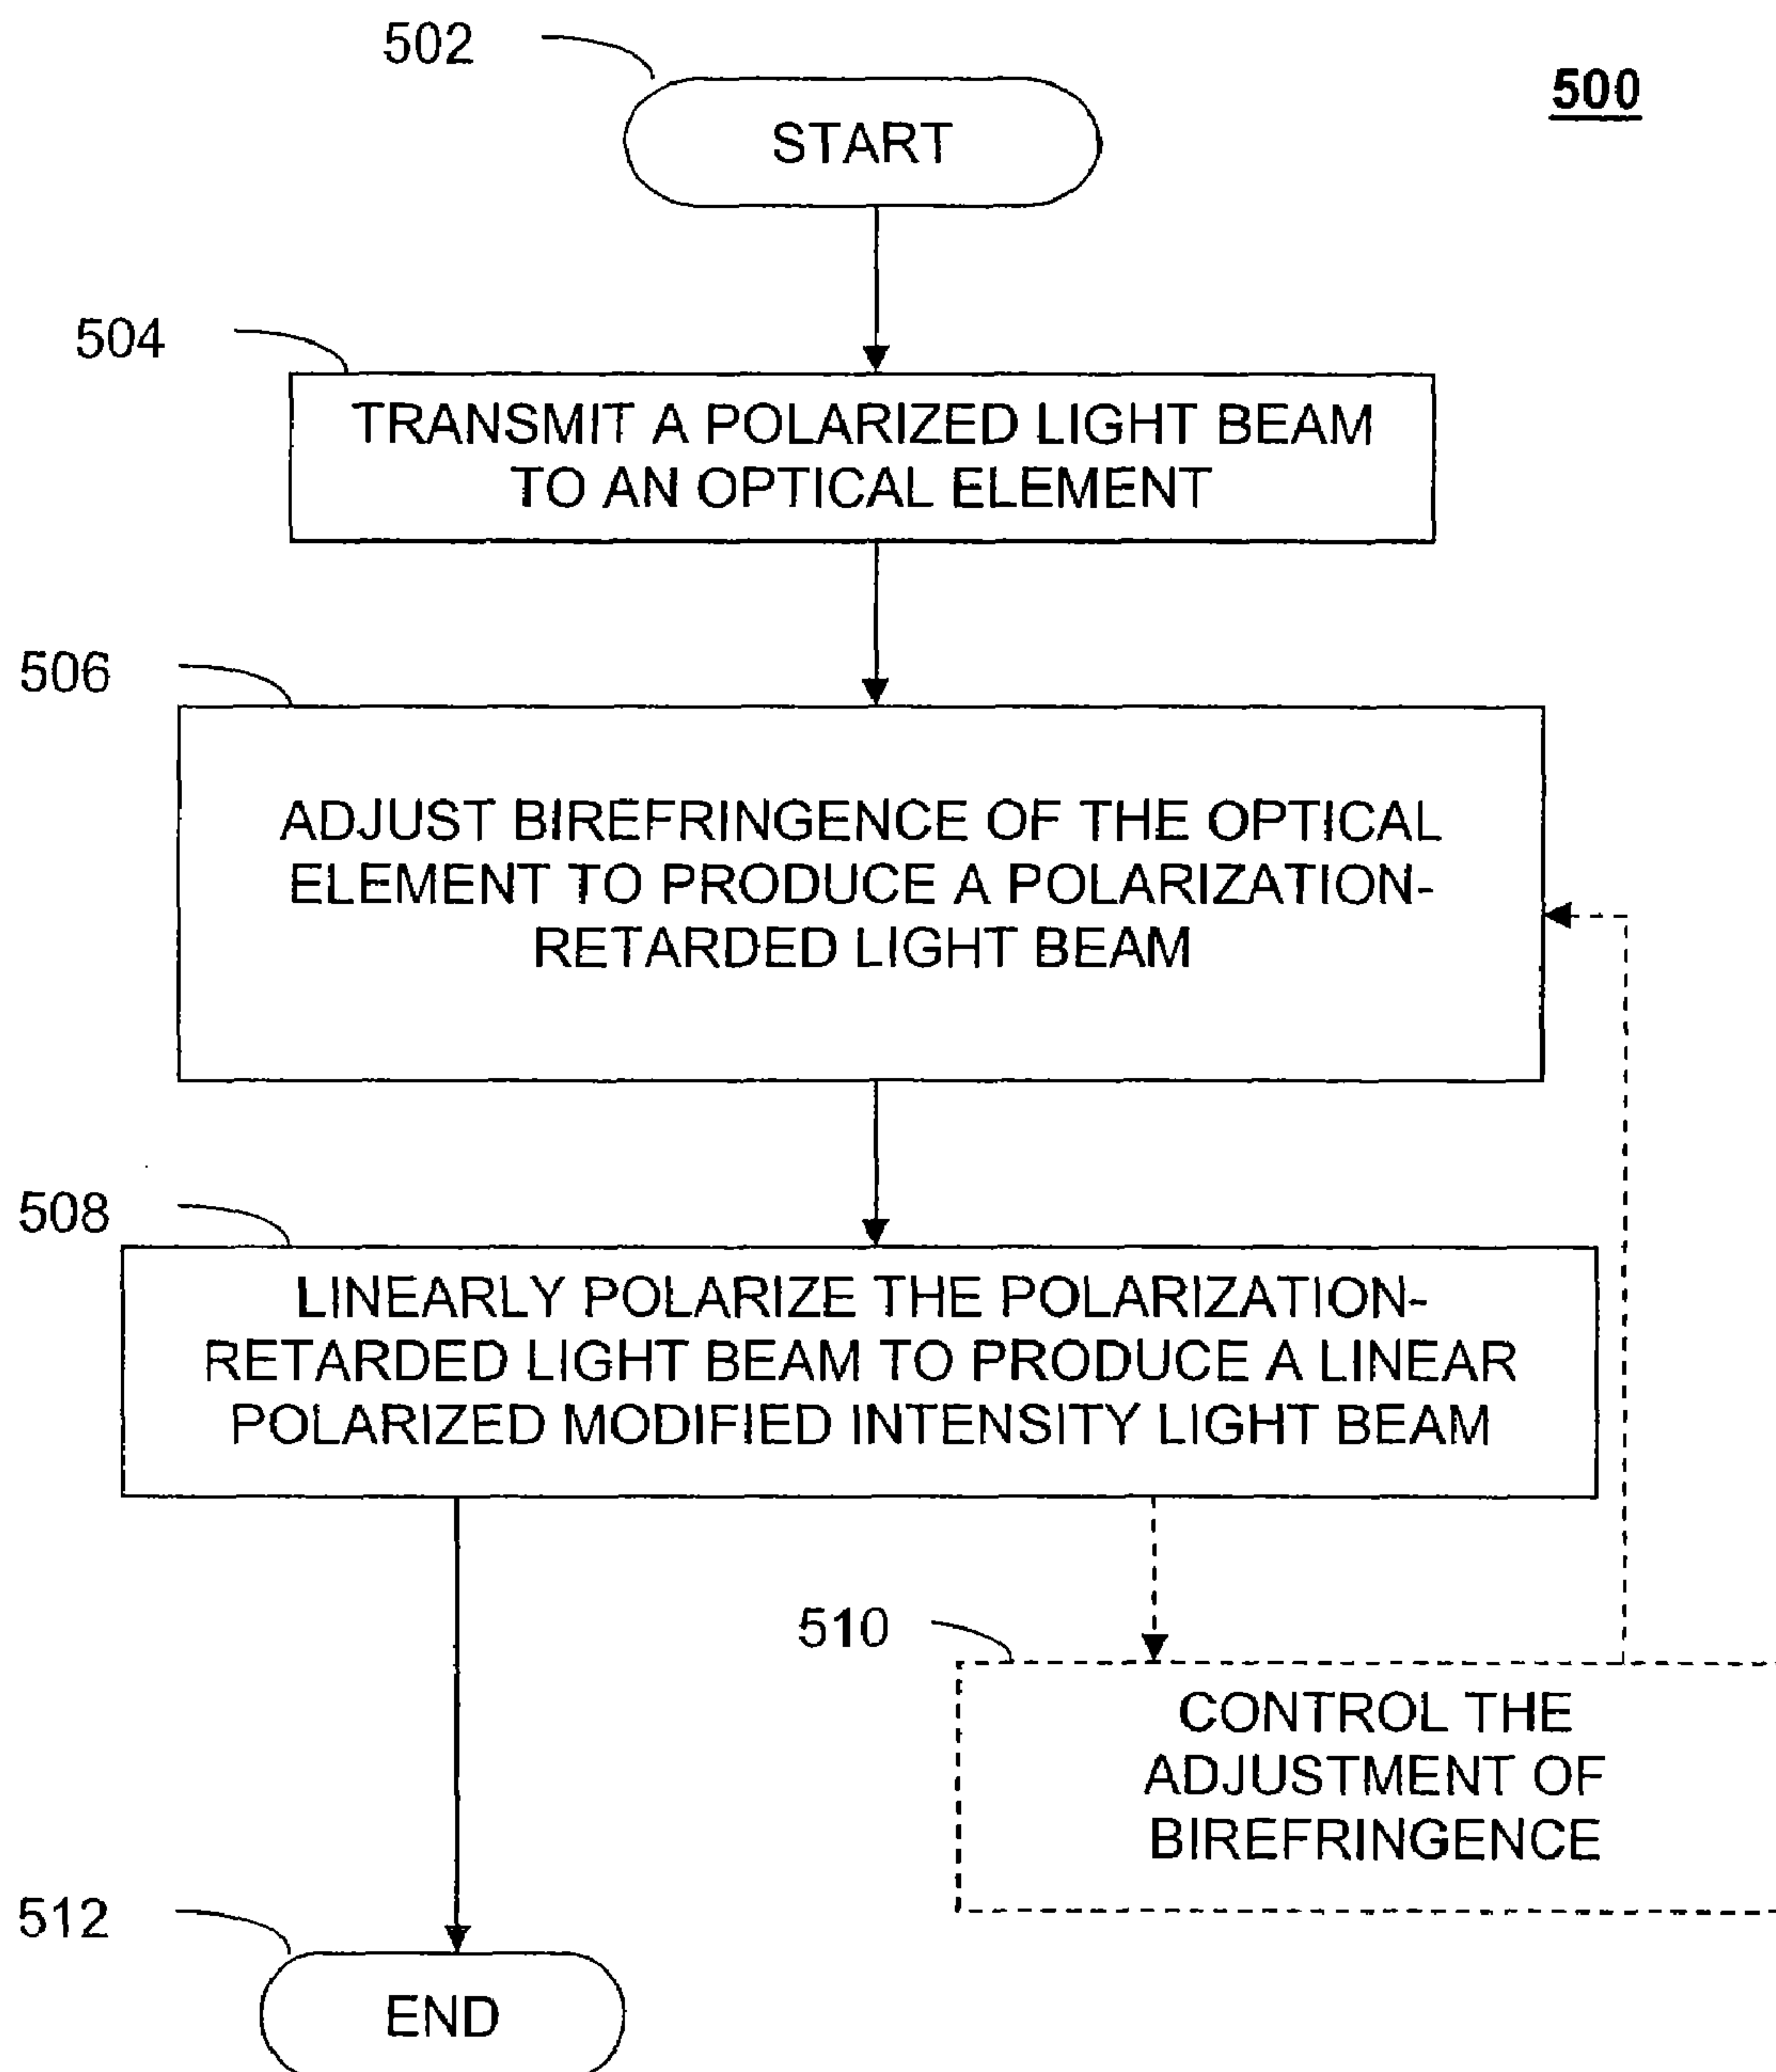 502
500
START
504
TRANSMIT A POLARIZED LIGHT BEAM
TO AN OPTICAL ELEMENT
506
ADJUST BIREFRINGENCE OF THE OPTICAL
ELEMENT TO PRODUCE A POLARIZATION-
RETARDED LIGHT BEAM
508
LINEARLY POLARIZE THE POLARIZATION-
RETARDED LIGHT BEAM TO PRODUCE A LINEAR
POLARIZED MODIFIED INTENSITY LIGHT BEAM
510
CONTROL THE
ADJUSTMENT OF
BIREFRINGENCE
512
END